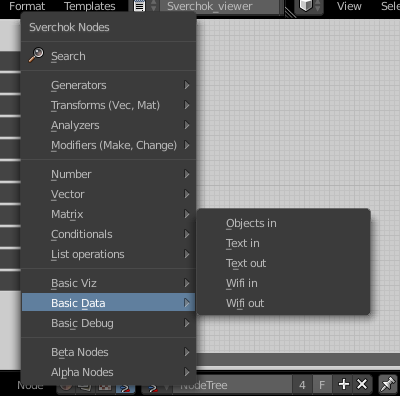 Format Templates Sverchok_viewer View Selec
Sverchok Nodes
Search
Generators
Transforms (Vec, Mat)
Analyzers
Modifiers (Make, Change)
Number
Vector
Matrix
Conditionals
List operations
Objects in
Text in
Text out
Wifi in
Wifi out
Basic Viz
Basic Data
Basic Debug
Beta Nodes
Alpha Nodes
Node NodeTree 4 F